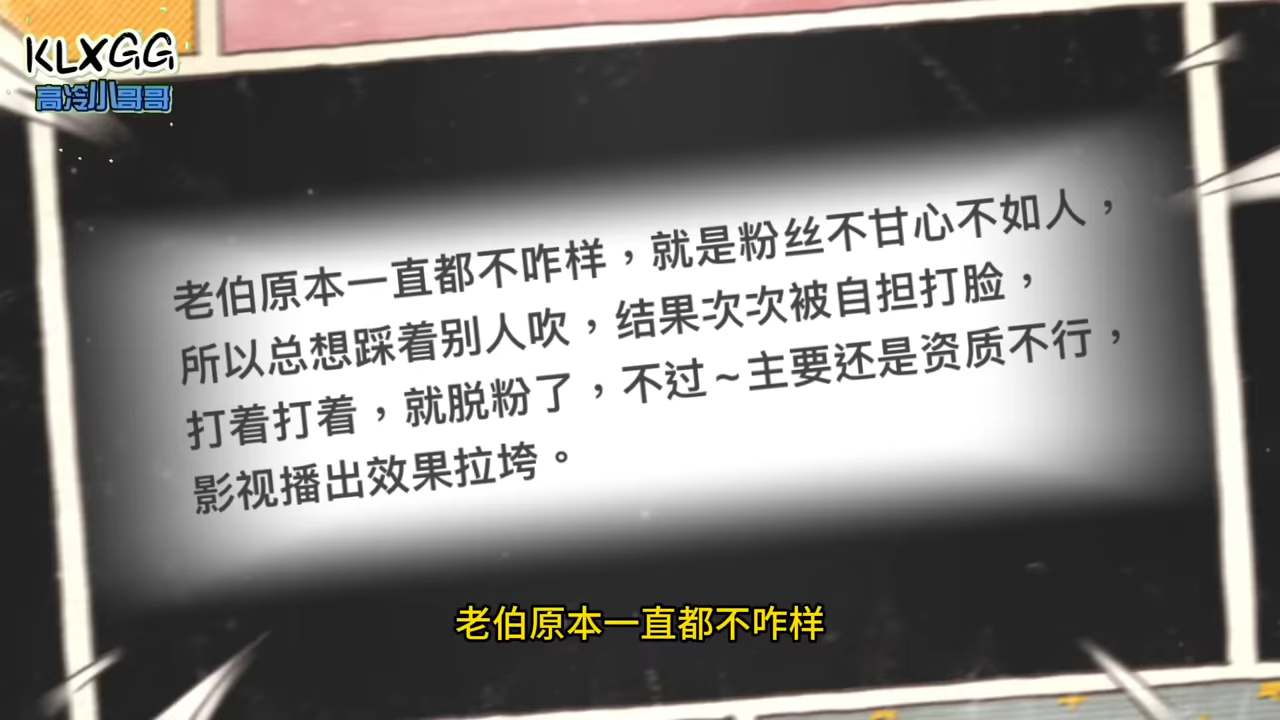 KLXGG
高冷小哥哥
老伯原本一直都不咋样，就是粉丝不甘心不如人，
所以总想踩着别人吹，结果次次被自担打脸，
打着打着，就脱粉了，不过~主要还是资质不行，
影视播出效果拉垮。
老伯原本一直都不咋样